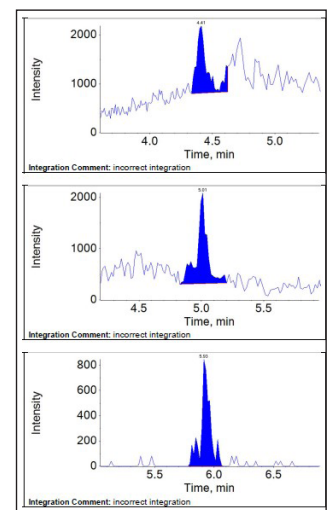 4.41
Intensity
2000
1000
0
4.0 4.5 5.0
Time, min
Integration Comment: incorrect integration
5.01
Intensity
2000
1000
0
4.5 5.0 5.5
Time, min
Integration Comment: incorrect integration
Intensity
800
600
400
200
0
5.5 6.0 6.5
Time, min
Integration Comment: incorrect integration